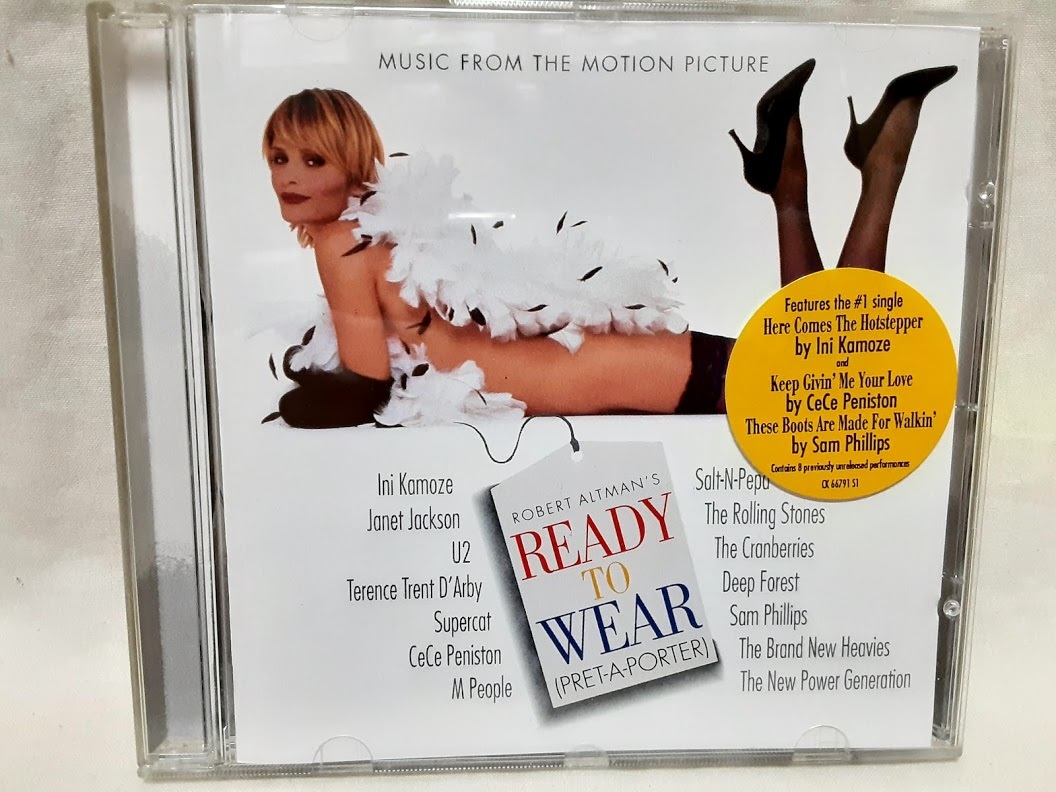 MUSIC FROM THE MOTION PICTURE
Features the #1 single
Here Comes The Hotstepper
by Ini Kamoze
and
Keep Givin' Me Your Love
by CeCe Peniston
These Boots Are Made For Walkin'
by Sam Phillips
Contains 8 previously unreleased performances
CK 66791 S1
Ini Kamoze
Janet Jackson
U2
Terence Trent D'Arby
Supercat
CeCe Peniston
M People
ROBERT ALTMAN'S
READY
TO
WEAR
(PRET-A-PORTER)
Salt-N-Pepa
The Rolling Stones
The Cranberries
Deep Forest
Sam Phillips
The Brand New Heavies
The New Power Generation